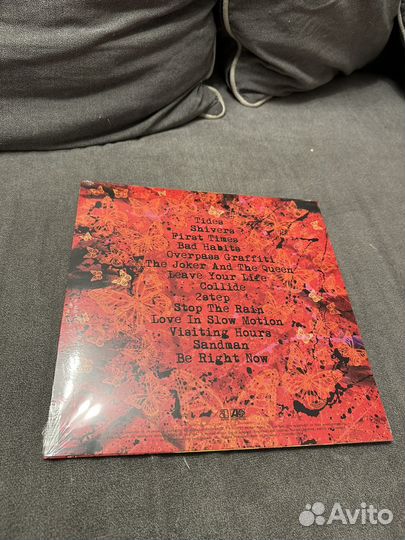 Tides
Shivers
First Times
Bad Habits
Overpass Graffiti
The Joker And The Queen
Leave Your Life
Collide
2step
Stop The Rain
Love In Slow Motion
Visiting Hours
Sandman
Be Right Now
Avito